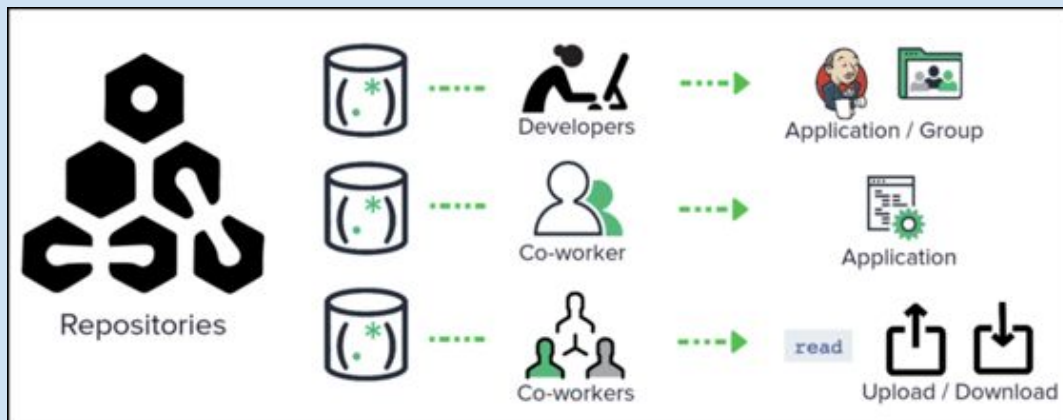 Repositories
(.*)
Developers
Application / Group
(.*)
Co-worker
Application
(.*)
Co-workers
read
Upload / Download